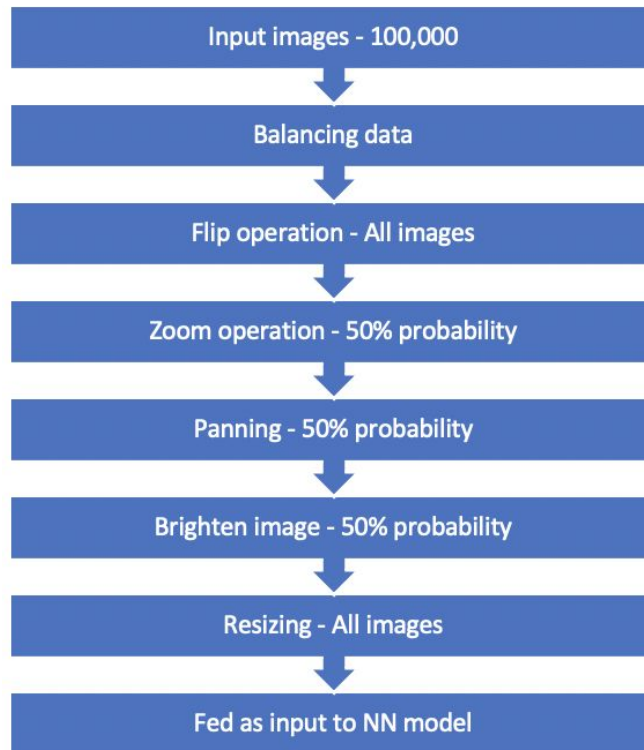 Input images - 100,000
Balancing data
Flip operation - All images
Zoom operation - 50% probability
Panning - 50% probability
Brighten image - 50% probability
Resizing - All images
Fed as input to NN model